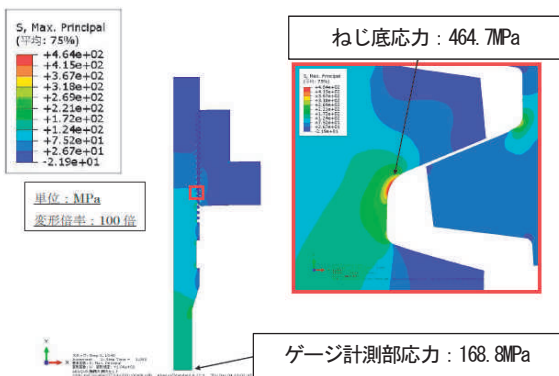 S, Max. Principal
(平均: 75%)
+4.64e+02
+4.15e+02
+3.67e+02
+3.18e+02
+2.69e+02
+2.21e+02
+1.72e+02
+1.24e+02
+7.52e+01
+2.67e+01
-2.19e+01
単位：MPa
変形倍率：100 倍
ねじ底応力：464.7MPa
ゲージ計測部応力：168.8MPa